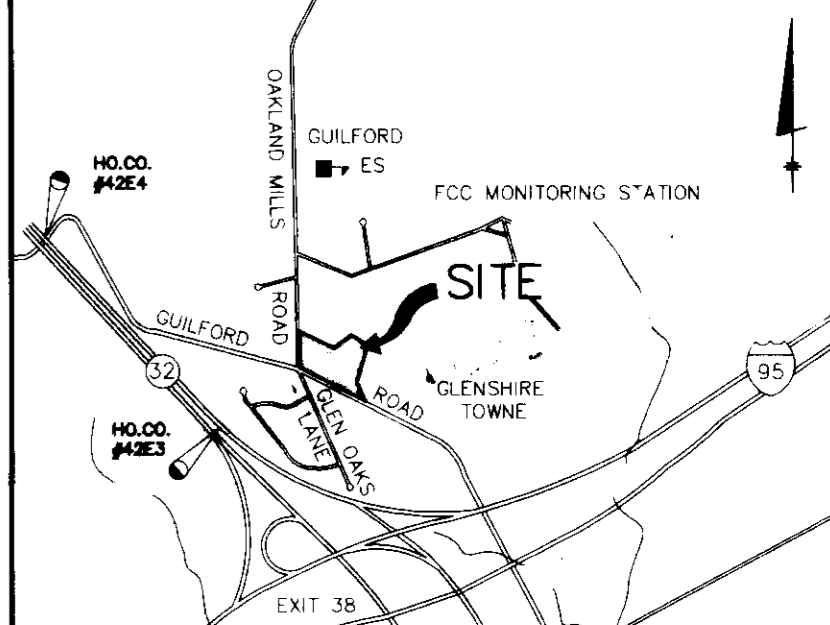 OAKLAND MILLS
ROAD
GUILFORD
ES
HO.CO.
#42E4
FCC MONITORING STATION
SITE
GUILFORD
ROAD
32
95
GLENSHIRE
TOWNE
GLEN OAKS
LANE
HO.CO.
#42E3
EXIT 38